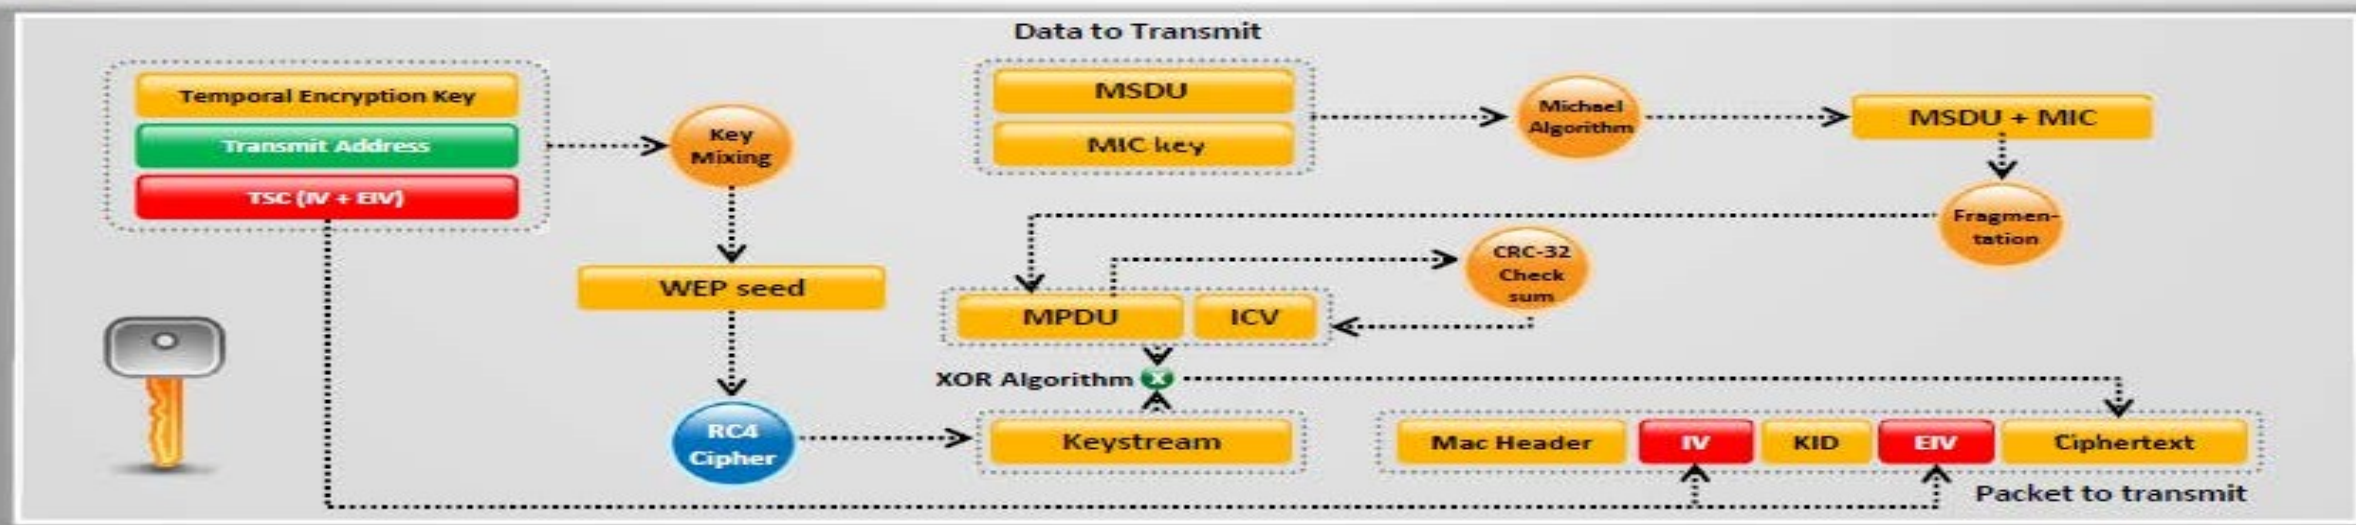 Data to Transmit
Temporal Encryption Key
Transmit Address
TSC (IV + EIV)
Key
Mixing
MSDU
MIC key
Michael
Algorithm
MSDU + MIC
Fragmen-
tation
CRC-32
Check
sum
WEP seed
MPDU
ICV
XOR Algorithm
X
RC4
Cipher
Keystream
Mac Header
IV
KID
EIV
Ciphertext
Packet to transmit